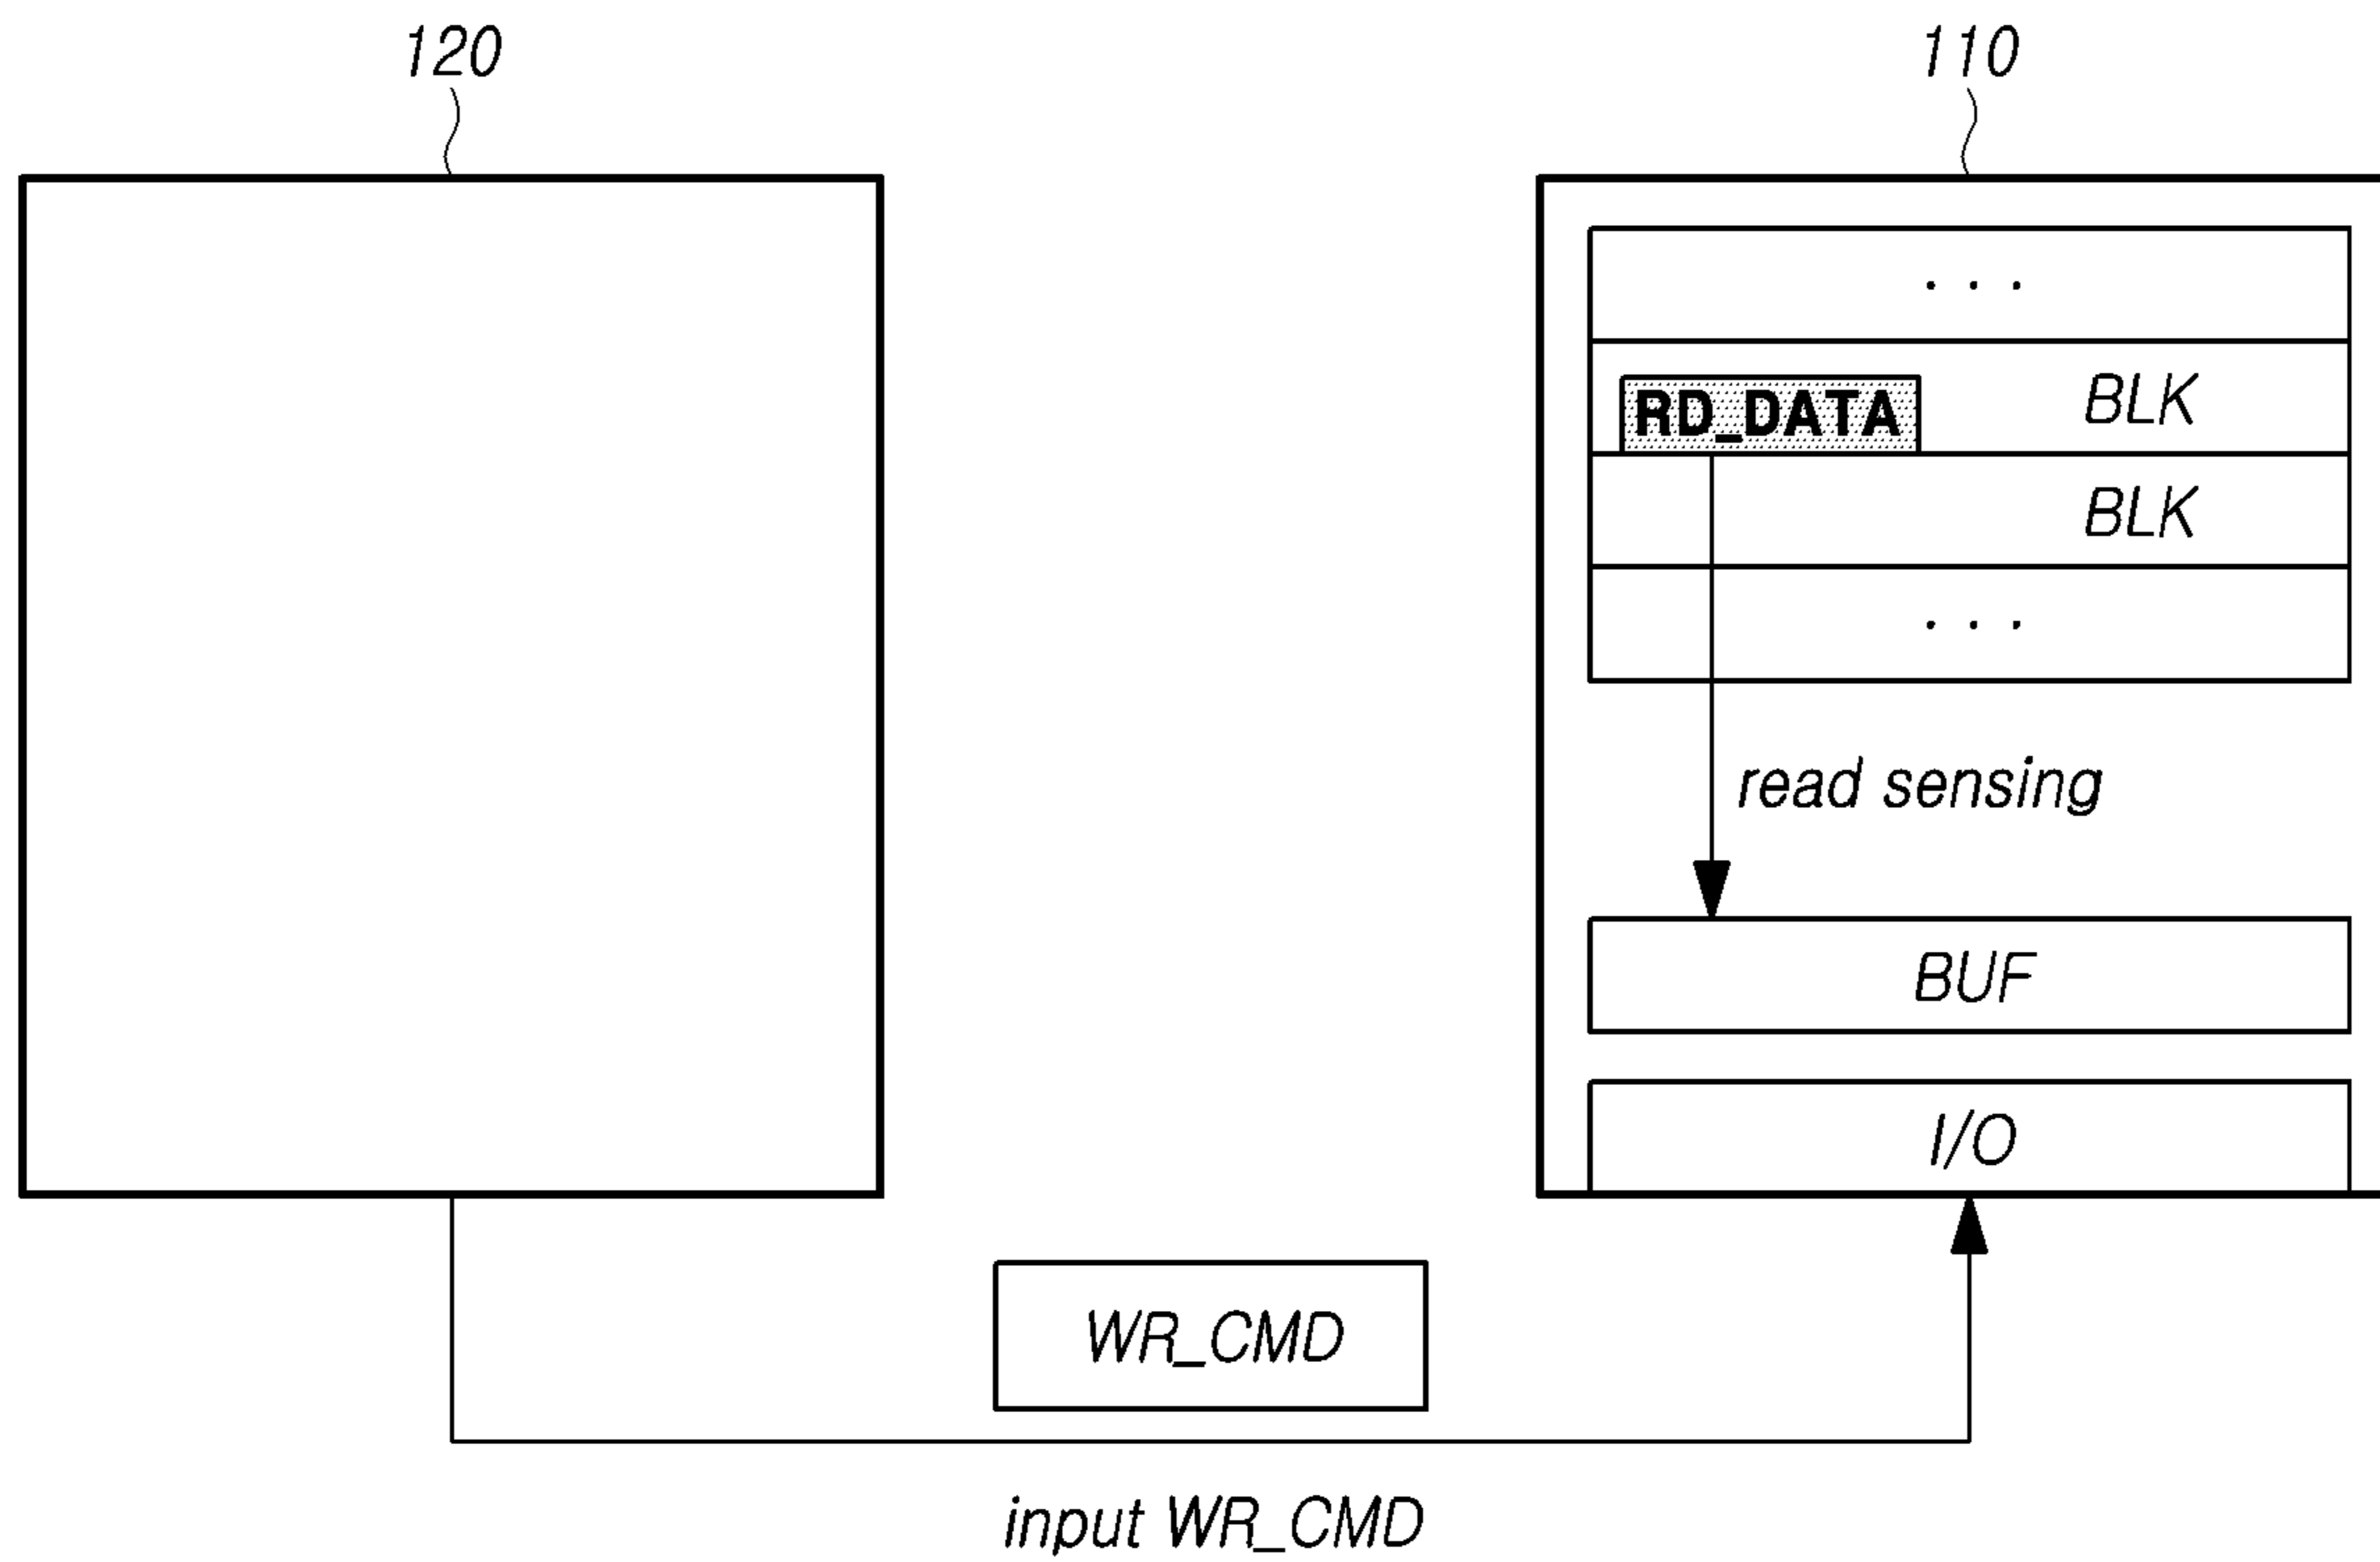 120
110
. . .
RD_DATA
BLK
BLK
. . .
read sensing
BUF
I/O
WR_CMD
input WR_CMD